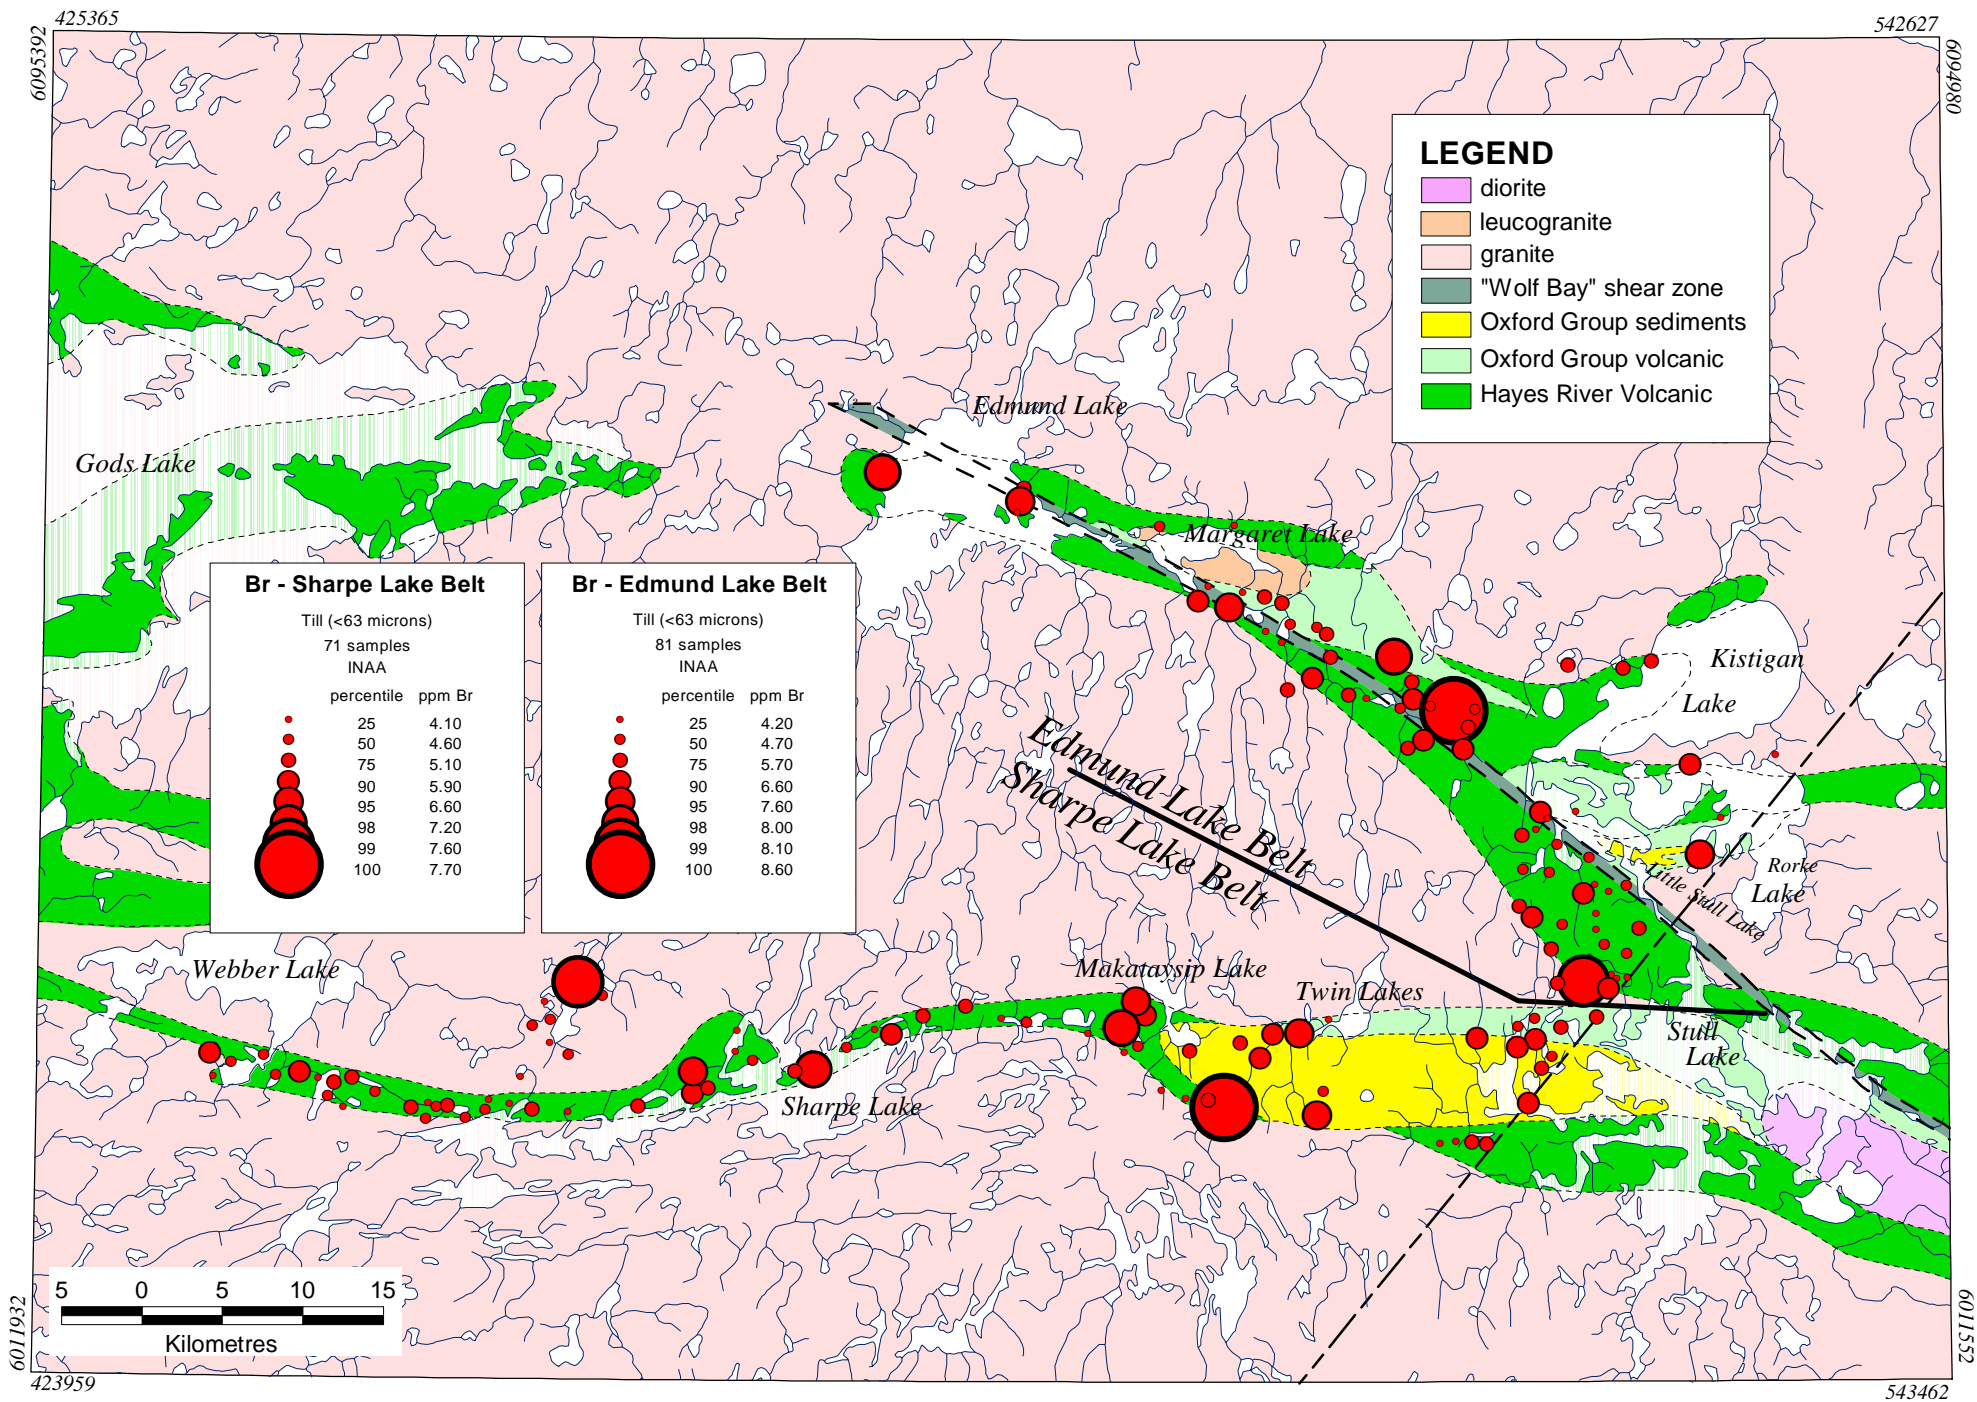 425365
542627
6095392
6094980
LEGEND
diorite
leucogranite
granite
"Wolf Bay" shear zone
Oxford Group sediments
Oxford Group volcanic
Hayes River Volcanic
Edmund Lake
Gods Lake
Margaret Lake
Kistigan
Lake
Br - Sharpe Lake Belt
Till (<63 microns)
71 samples
INAA
percentile ppm Br
25 4.10
50 4.60
75 5.10
90 5.90
95 6.60
98 7.20
99 7.60
100 7.70
Br - Edmund Lake Belt
Till (<63 microns)
81 samples
INAA
percentile ppm Br
25 4.20
50 4.70
75 5.70
90 6.60
95 7.60
98 8.00
99 8.10
100 8.60
Edmund Lake Belt
Sharpe Lake Belt
Rorke
Lake
Little Stull Lake
Webber Lake
Makataysip Lake
Twin Lakes
Stull
Lake
Sharpe Lake
5 0 5 10 15
Kilometres
6011932
6011552
423959
543462